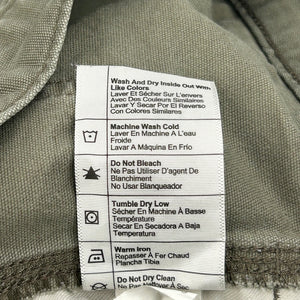 Wash And Dry Inside Out With
Like Colors
Laver Et Sécher Sur L'envers
Avec Des Couleurs Similaires
Lavar Y Secar Por El Reverso
Con Colores Similares
Machine Wash Cold
Laver En Machine À L'eau
Froide
Lavar A Máquina En Frío
Do Not Bleach
Ne Pas Utiliser D'agent De
Blanchiment
No Usar Blanqueador
Tumble Dry Low
Sécher En Machine À Basse
Température
Secar En Secadora A Baja
Temperatura
Warm Iron
Repasser À Fer Chaud
Plancha Tibia
Do Not Dry Clean